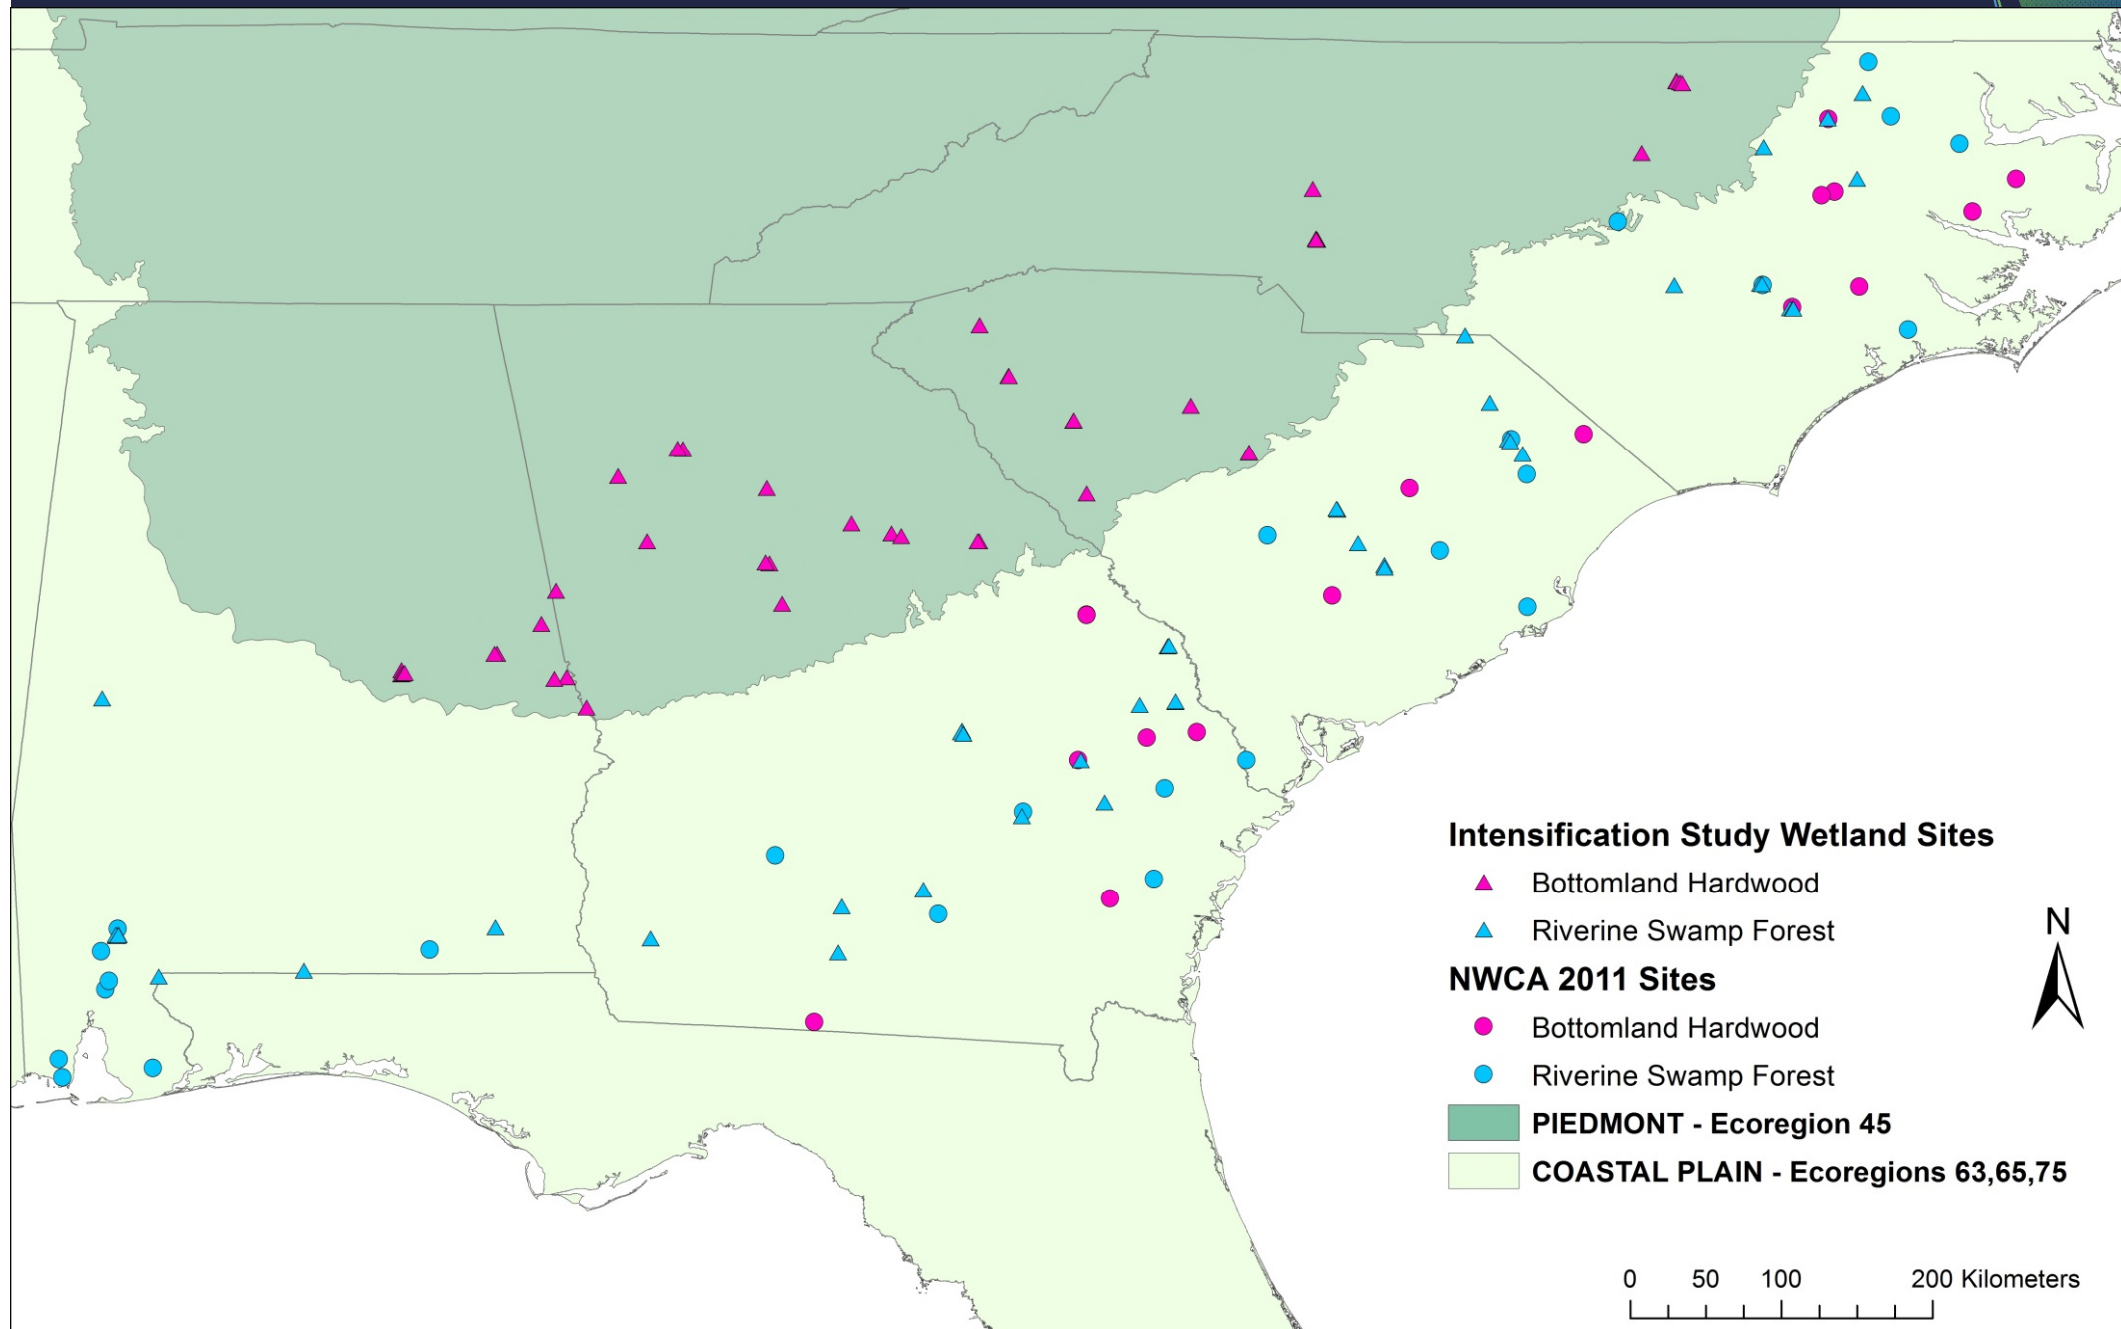 Intensification Study Wetland Sites
Bottomland Hardwood
Riverine Swamp Forest
NWCA 2011 Sites
Bottomland Hardwood
Riverine Swamp Forest
PIEDMONT - Ecoregion 45
COASTAL PLAIN - Ecoregions 63,65,75
N
0 50 100 200 Kilometers